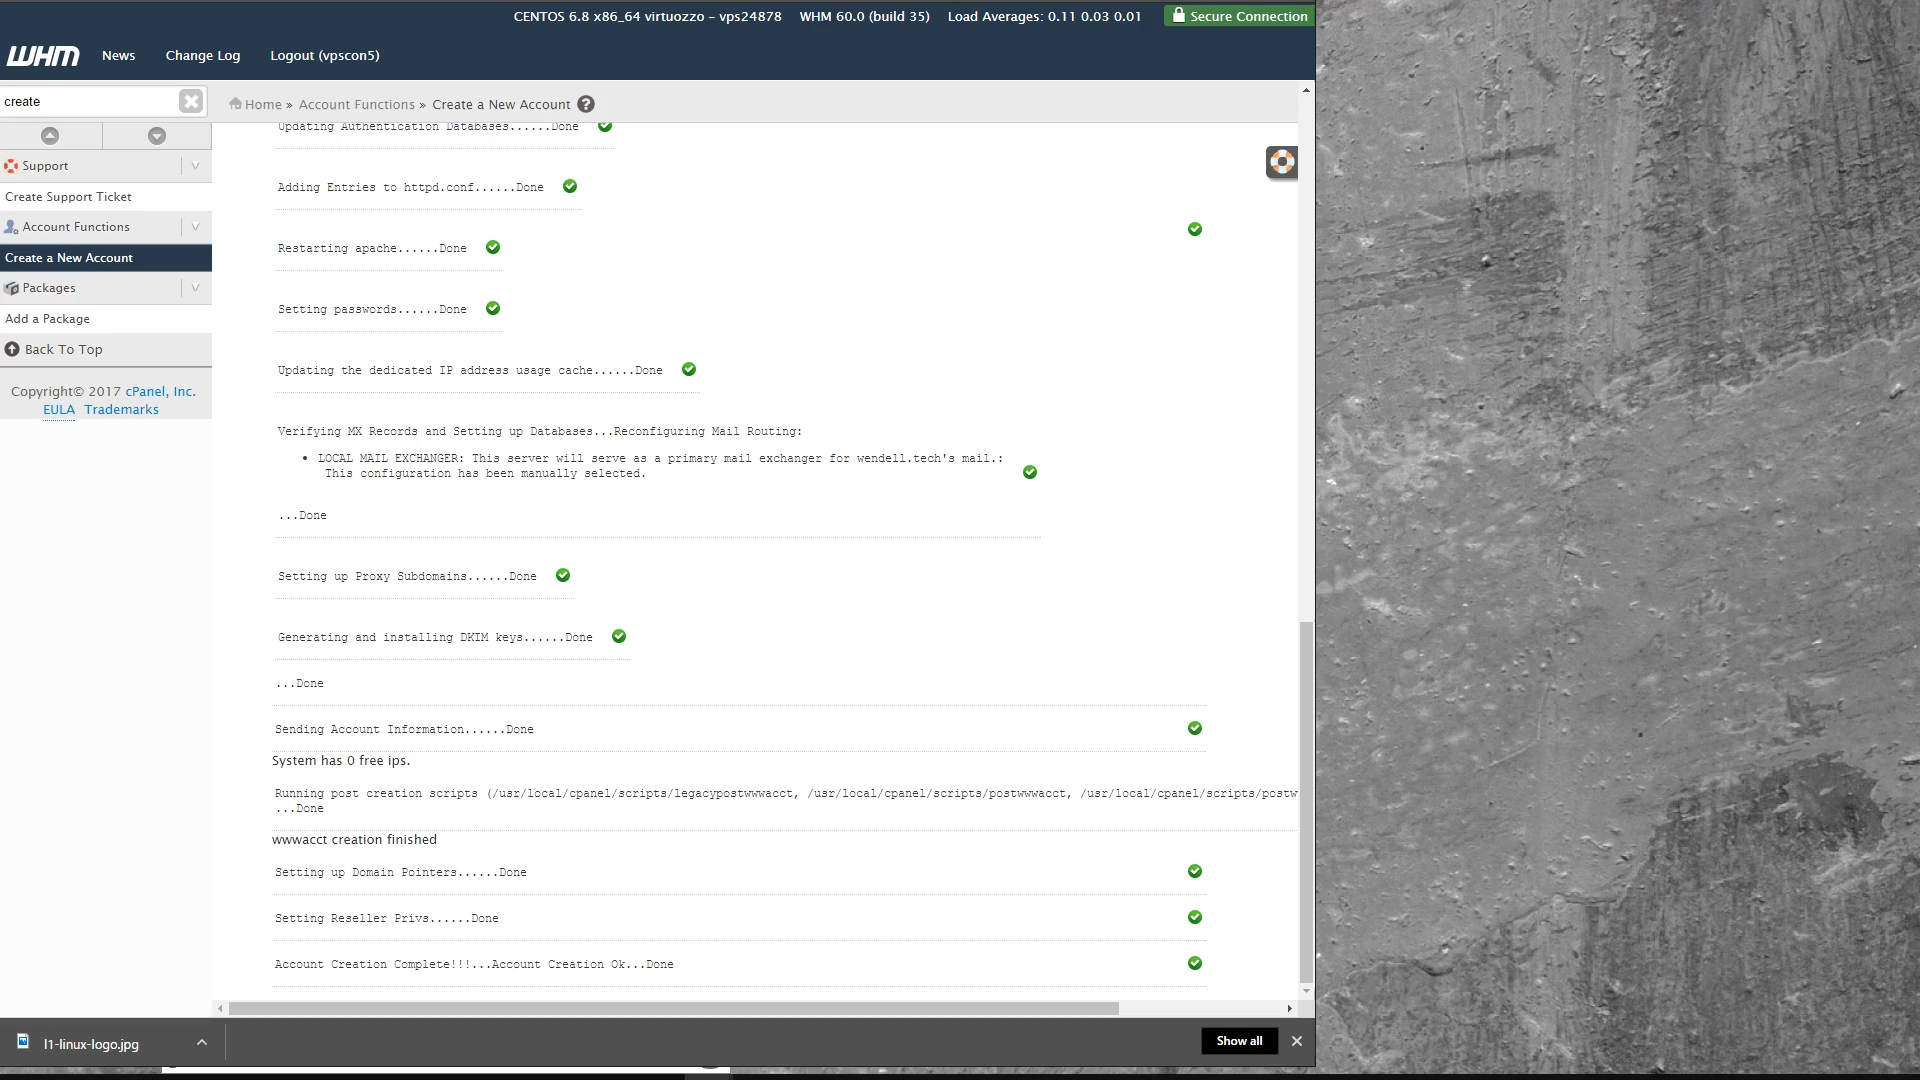 CENTOS 6.8 x86_64 virtuozzo – vps24878 WHM 60.0 (build 35) Load Averages: 0.11 0.03 0.01 Secure Connection
WHM News Change Log Logout (vpscon5)
create
Home » Account Functions » Create a New Account ?
Support
Create Support Ticket
Account Functions
Create a New Account
Packages
Add a Package
Back To Top
Copyright© 2017 cPanel, Inc.
EULA Trademarks
Updating Authentication Databases......Done
Adding Entries to httpd.conf......Done
Restarting apache......Done
Setting passwords......Done
Updating the dedicated IP address usage cache......Done
Verifying MX Records and Setting up Databases...Reconfiguring Mail Routing:
• LOCAL MAIL EXCHANGER: This server will serve as a primary mail exchanger for wendell.tech's mail.:
This configuration has been manually selected.
...Done
Setting up Proxy Subdomains......Done
Generating and installing DKIM keys......Done
...Done
Sending Account Information......Done
System has 0 free ips.
Running post creation scripts (/usr/local/cpanel/scripts/legacypostwwwacct, /usr/local/cpanel/scripts/postwwwacct, /usr/local/cpanel/scripts/postw
...Done
wwwacct creation finished
Setting up Domain Pointers......Done
Setting Reseller Privs......Done
Account Creation Complete!!!...Account Creation Ok...Done
l1-linux-logo.jpg
Show all